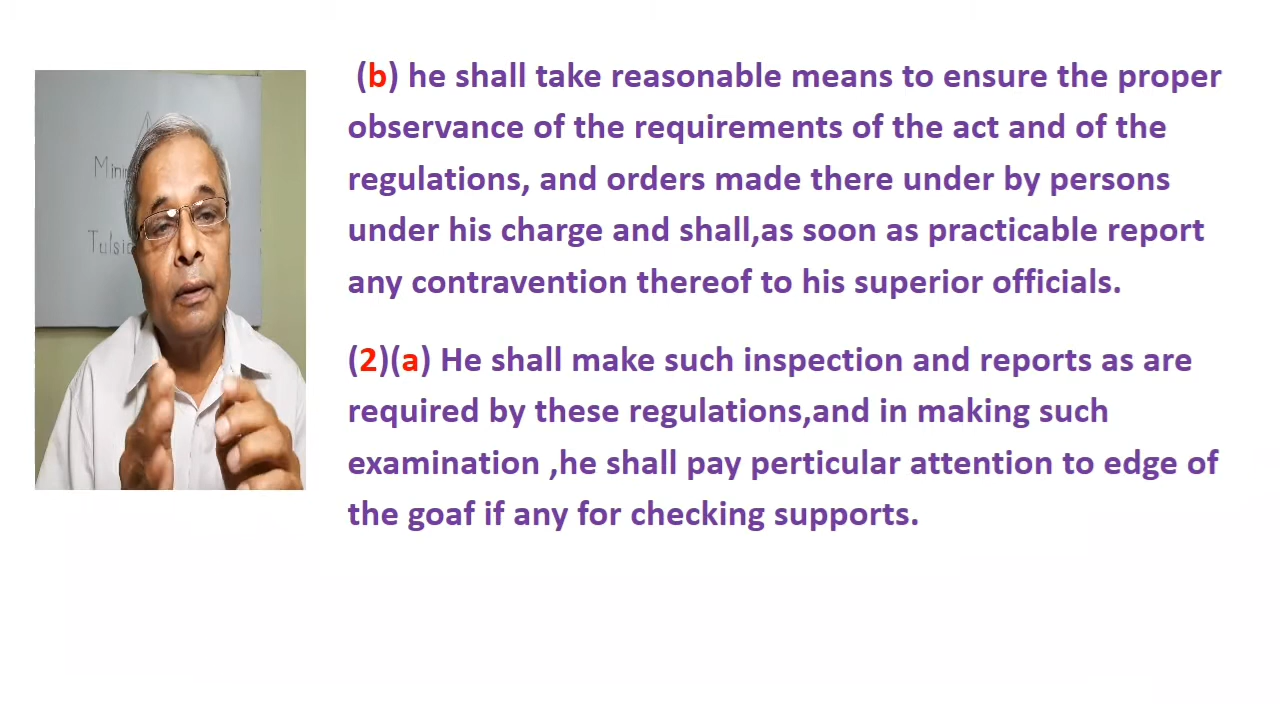 Minin
Tulsid
(b) he shall take reasonable means to ensure the proper
observance of the requirements of the act and of the
regulations, and orders made there under by persons
under his charge and shall,as soon as practicable report
any contravention thereof to his superior officials.
(2)(a) He shall make such inspection and reports as are
required by these regulations,and in making such
examination ,he shall pay perticular attention to edge of
the goaf if any for checking supports.